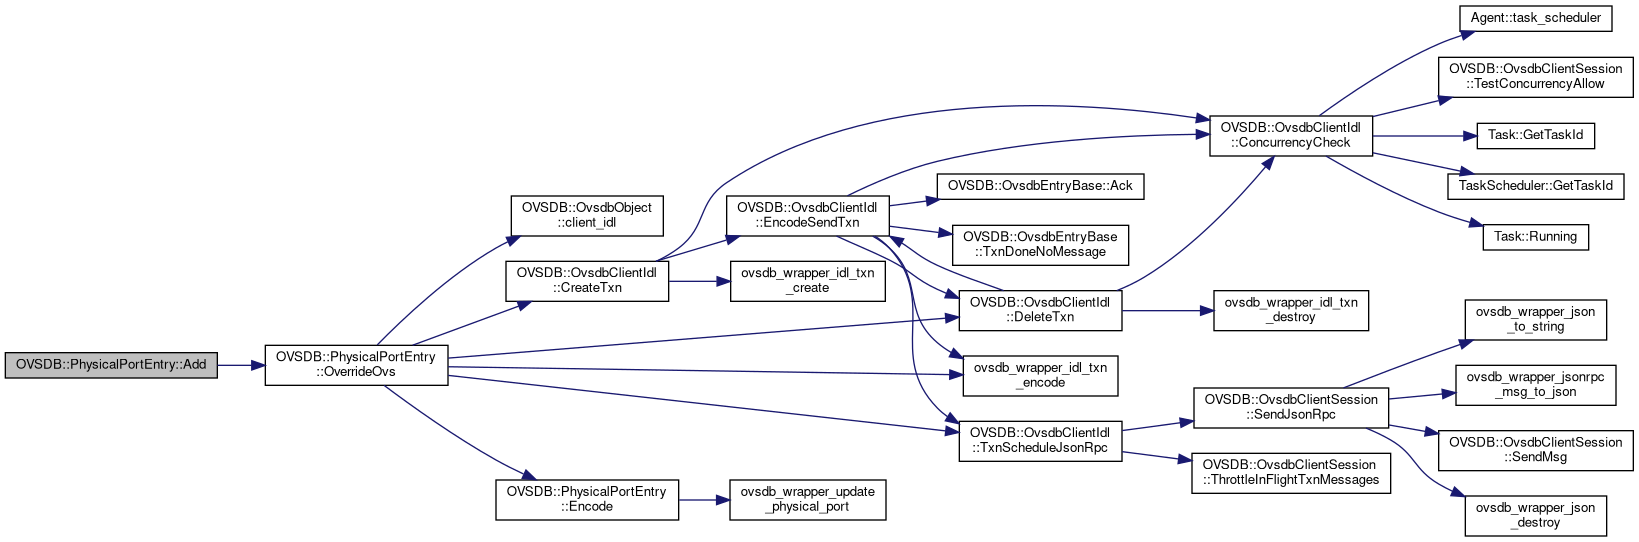 OVSDB::PhysicalPortEntry::Add
OVSDB::PhysicalPortEntry
::OverrideOvs
OVSDB::OvsdbObject
::client_idl
OVSDB::OvsdbClientIdl
::CreateTxn
OVSDB::PhysicalPortEntry
::Encode
OVSDB::OvsdbClientIdl
::EncodeSendTxn
ovsdb_wrapper_idl_txn
_create
ovsdb_wrapper_update
_physical_port
OVSDB::OvsdbEntryBase::Ack
OVSDB::OvsdbEntryBase
::TxnDoneNoMessage
OVSDB::OvsdbClientIdl
::DeleteTxn
ovsdb_wrapper_idl_txn
_encode
OVSDB::OvsdbClientIdl
::TxnScheduleJsonRpc
OVSDB::OvsdbClientIdl
::ConcurrencyCheck
ovsdb_wrapper_idl_txn
_destroy
OVSDB::OvsdbClientSession
::SendJsonRpc
OVSDB::OvsdbClientSession
::ThrottleInFlightTxnMessages
Agent::task_scheduler
OVSDB::OvsdbClientSession
::TestConcurrencyAllow
Task::GetTaskId
TaskScheduler::GetTaskId
Task::Running
ovsdb_wrapper_json
_to_string
ovsdb_wrapper_jsonrpc
_msg_to_json
OVSDB::OvsdbClientSession
::SendMsg
ovsdb_wrapper_json
_destroy